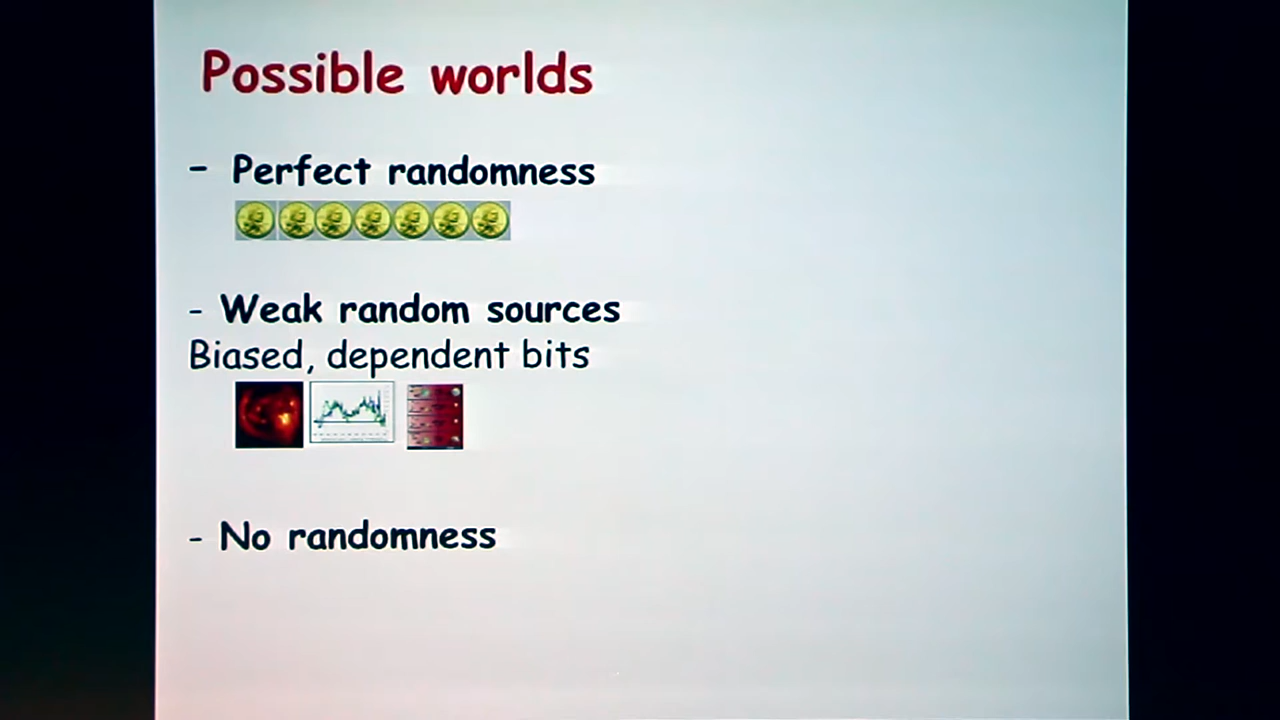 Possible worlds
- Perfect randomness
- Weak random sources
Biased, dependent bits
- No randomness